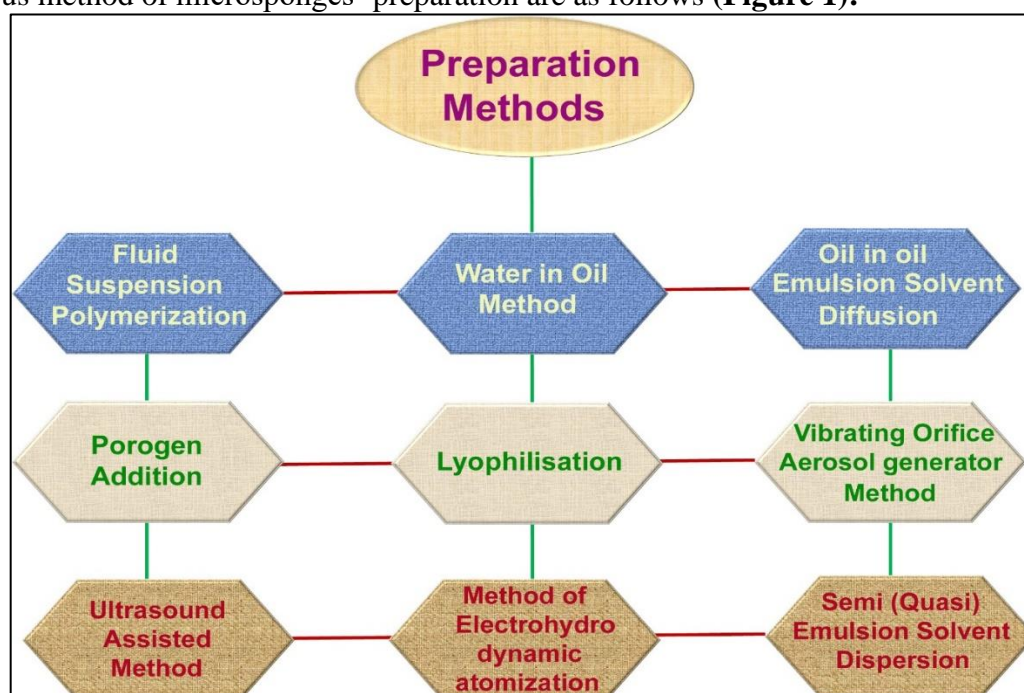 us method of microsponges' preparation are as follows (Figure 1):
Preparation
Methods
Fluid
Suspension
Polymerization
Water in Oil
Method
Oil in oil
Emulsion Solvent
Diffusion
Porogen
Addition
Lyophilisation
Vibrating Orifice
Aerosol generator
Method
Ultrasound
Assisted
Method
Method of
Electrohydro
dynamic
atomization
Semi (Quasi)
Emulsion Solvent
Dispersion